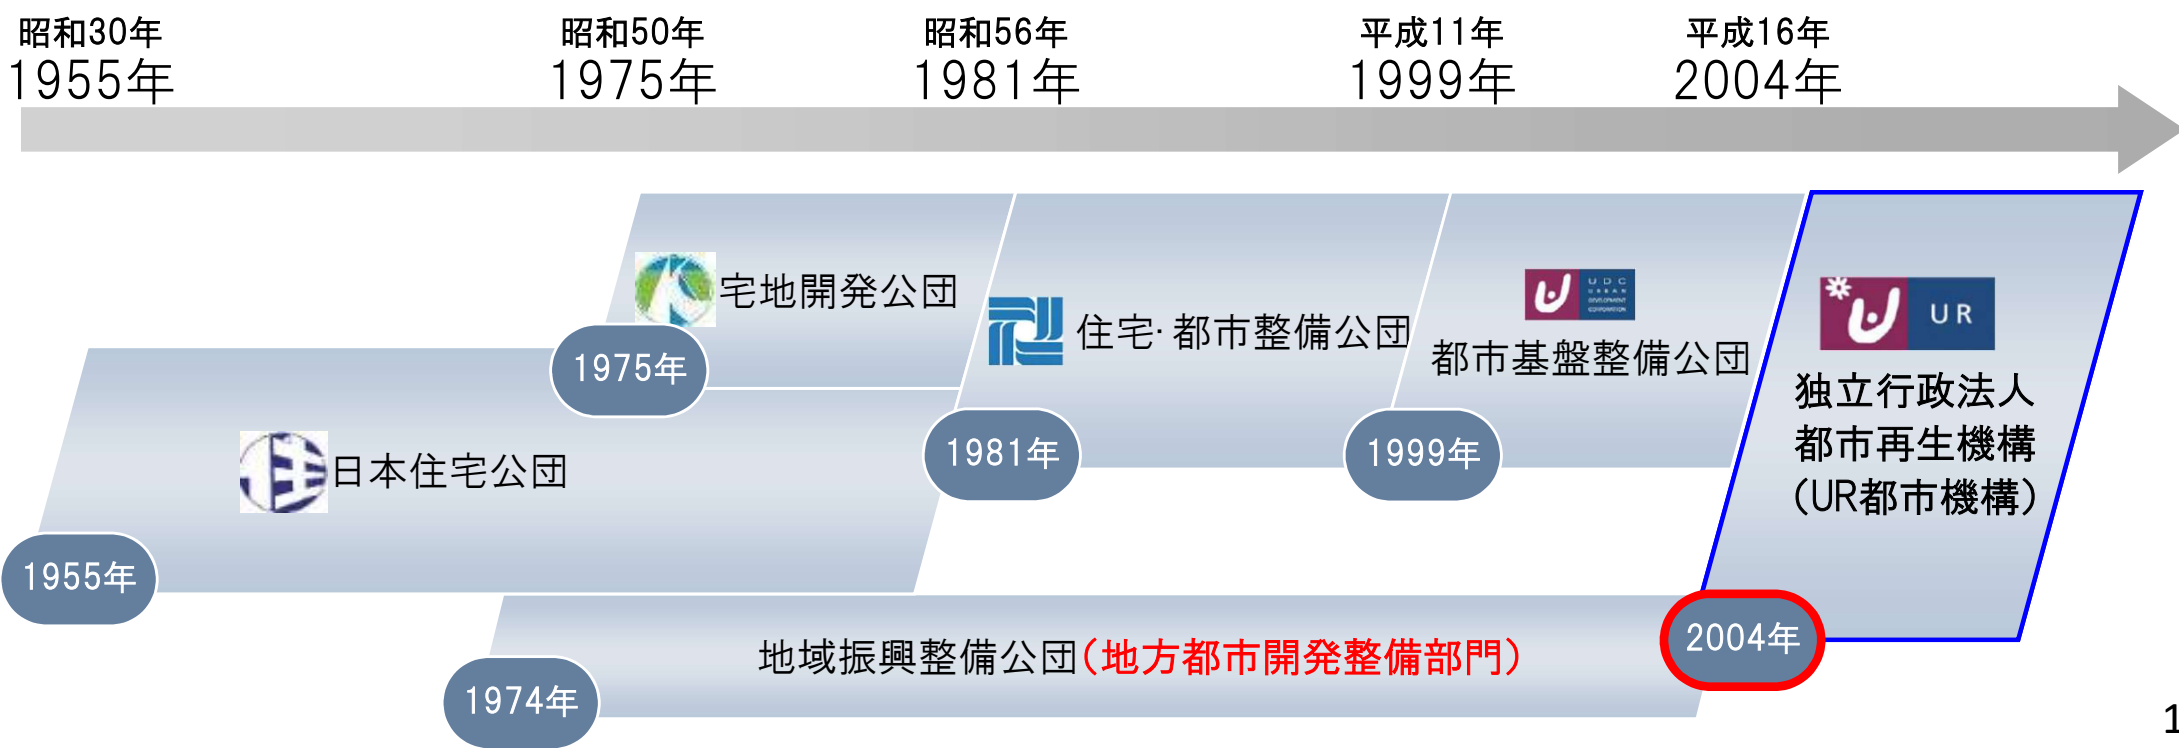 昭和30年
1955年
昭和50年
1975年
昭和56年
1981年
平成11年
1999年
平成16年
2004年
宅地開発公団
1975年
日本住宅公団
1955年
住宅・都市整備公団
1981年
UDC
URBAN
DEVELOPMENT
CORPORATION
都市基盤整備公団
1999年
UR
独立行政法人
都市再生機構
(UR都市機構)
2004年
地域振興整備公団(地方都市開発整備部門)
1974年
1